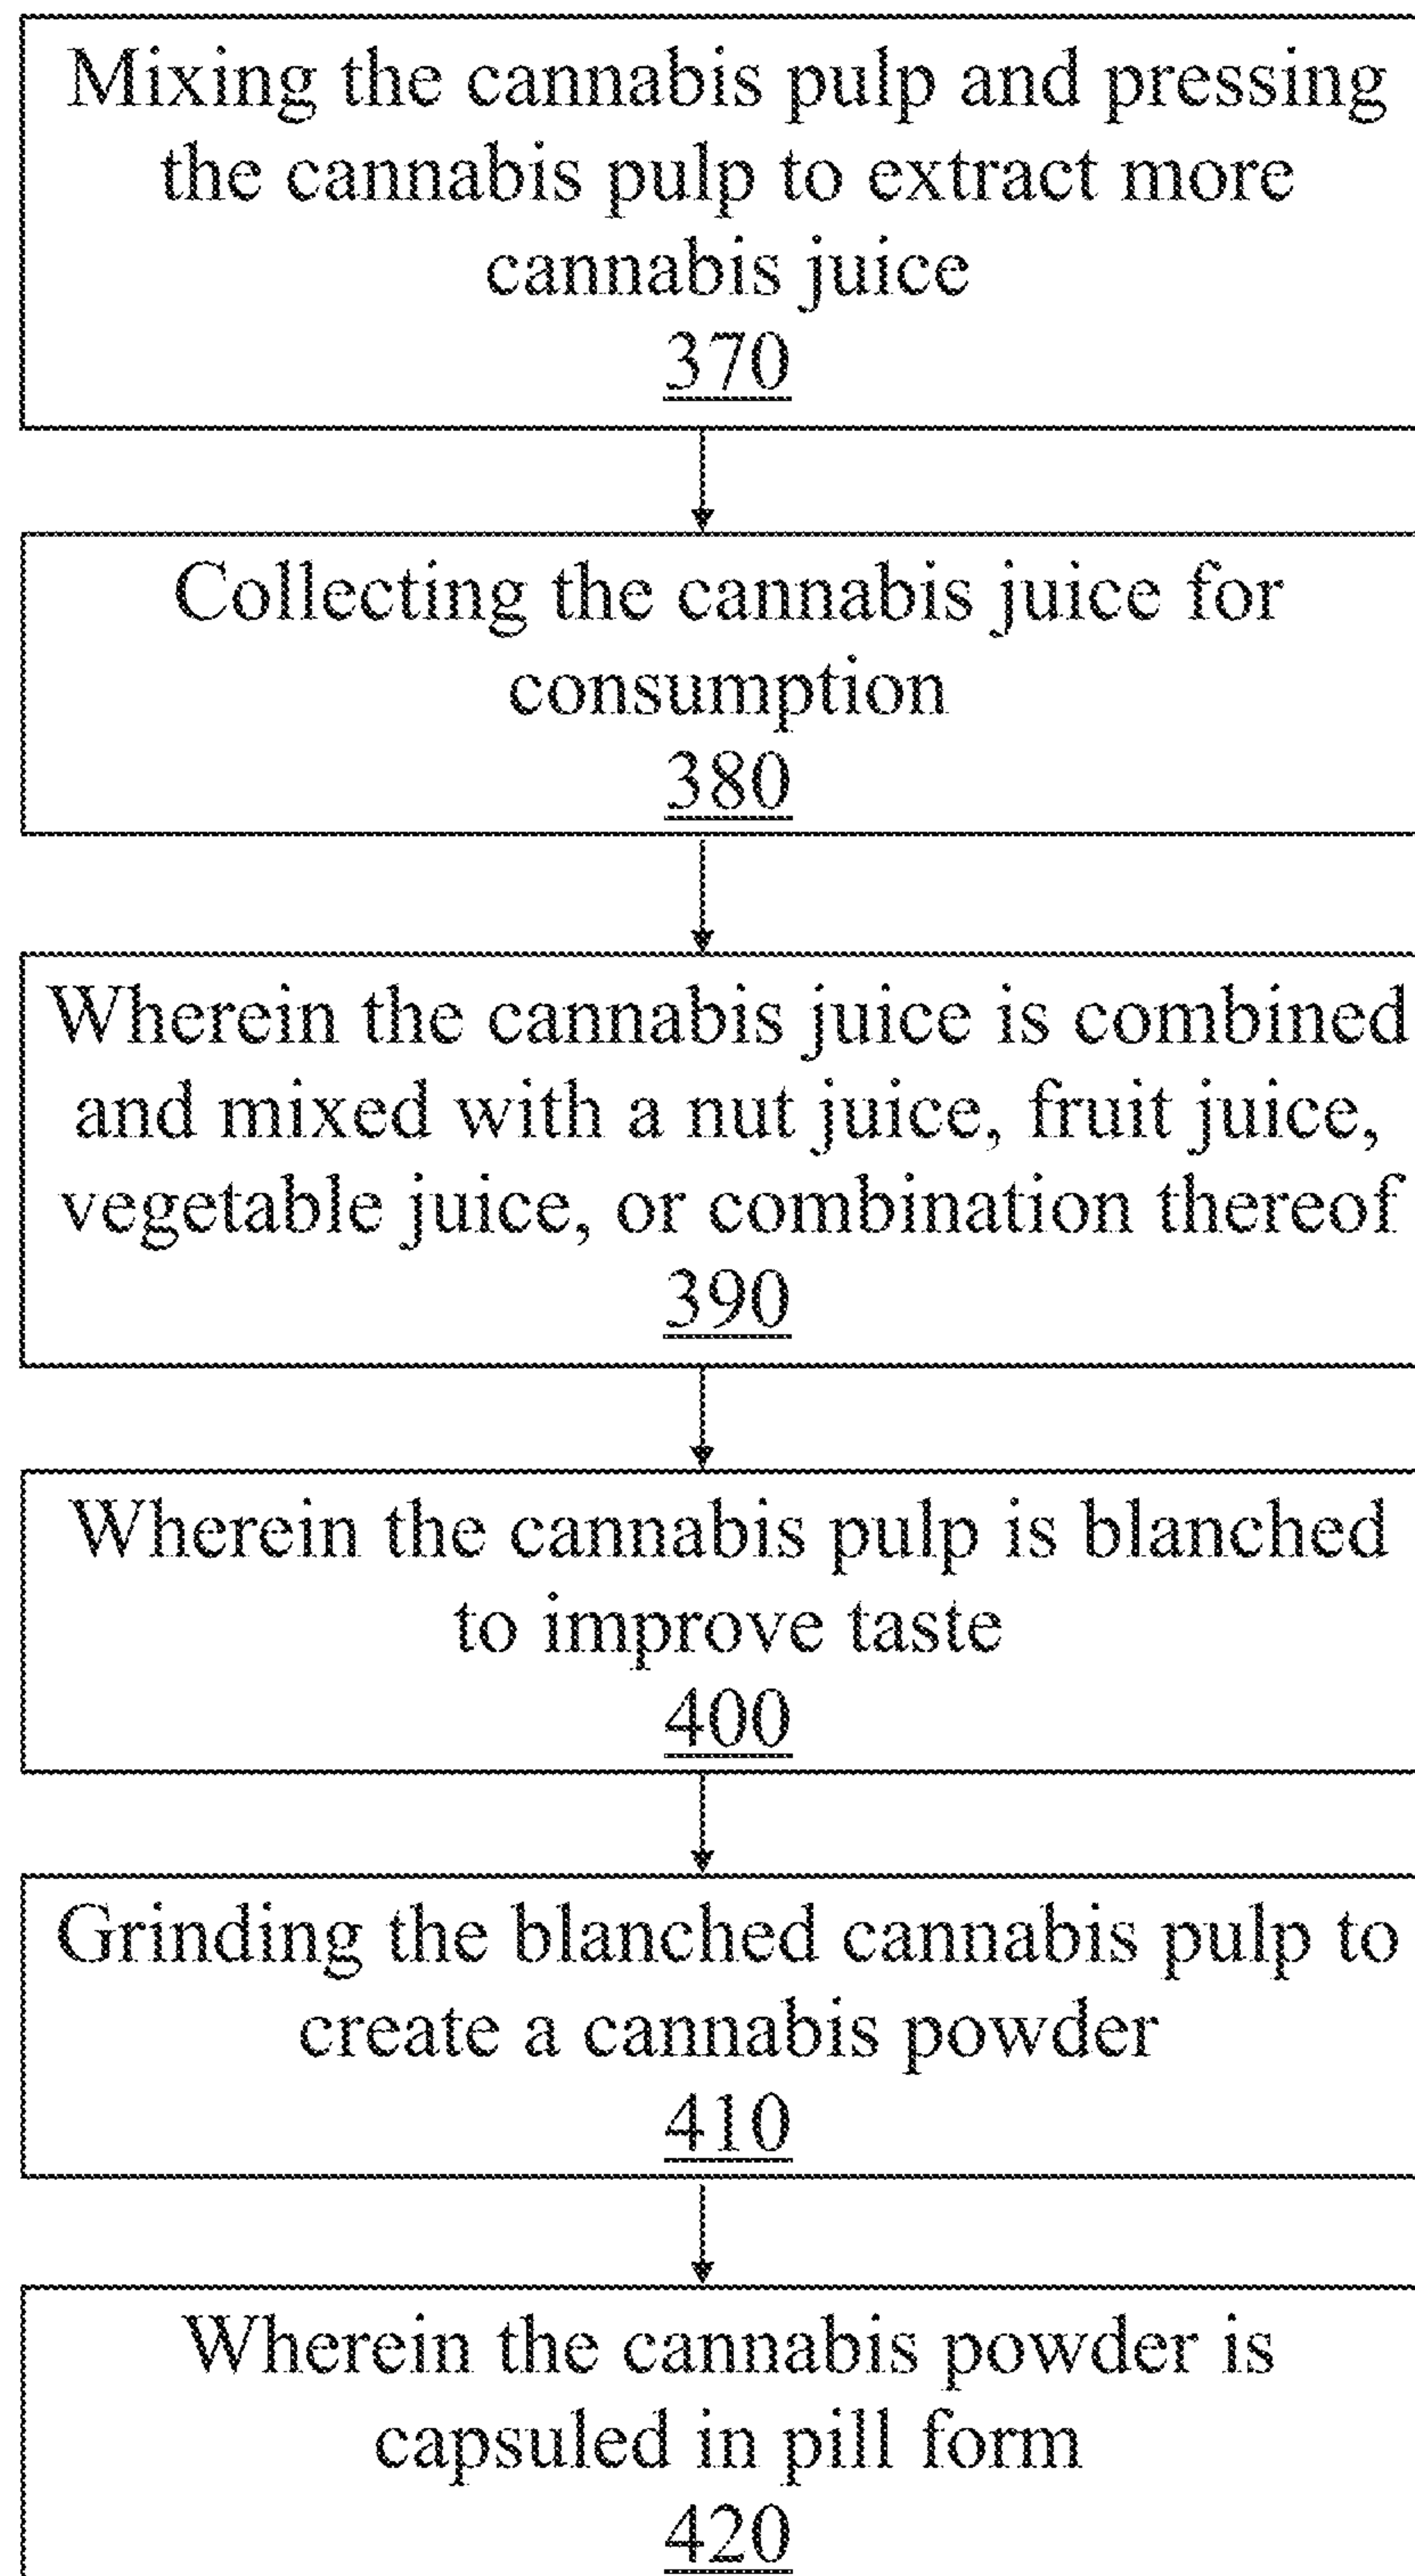 Mixing the cannabis pulp and pressing
the cannabis pulp to extract more
cannabis juice
370
Collecting the cannabis juice for
consumption
380
Wherein the cannabis juice is combined
and mixed with a nut juice, fruit juice,
vegetable juice, or combination thereof
390
Wherein the cannabis pulp is blanched
to improve taste
400
Grinding the blanched cannabis pulp to
create a cannabis powder
410
Wherein the cannabis powder is
capsuled in pill form
420